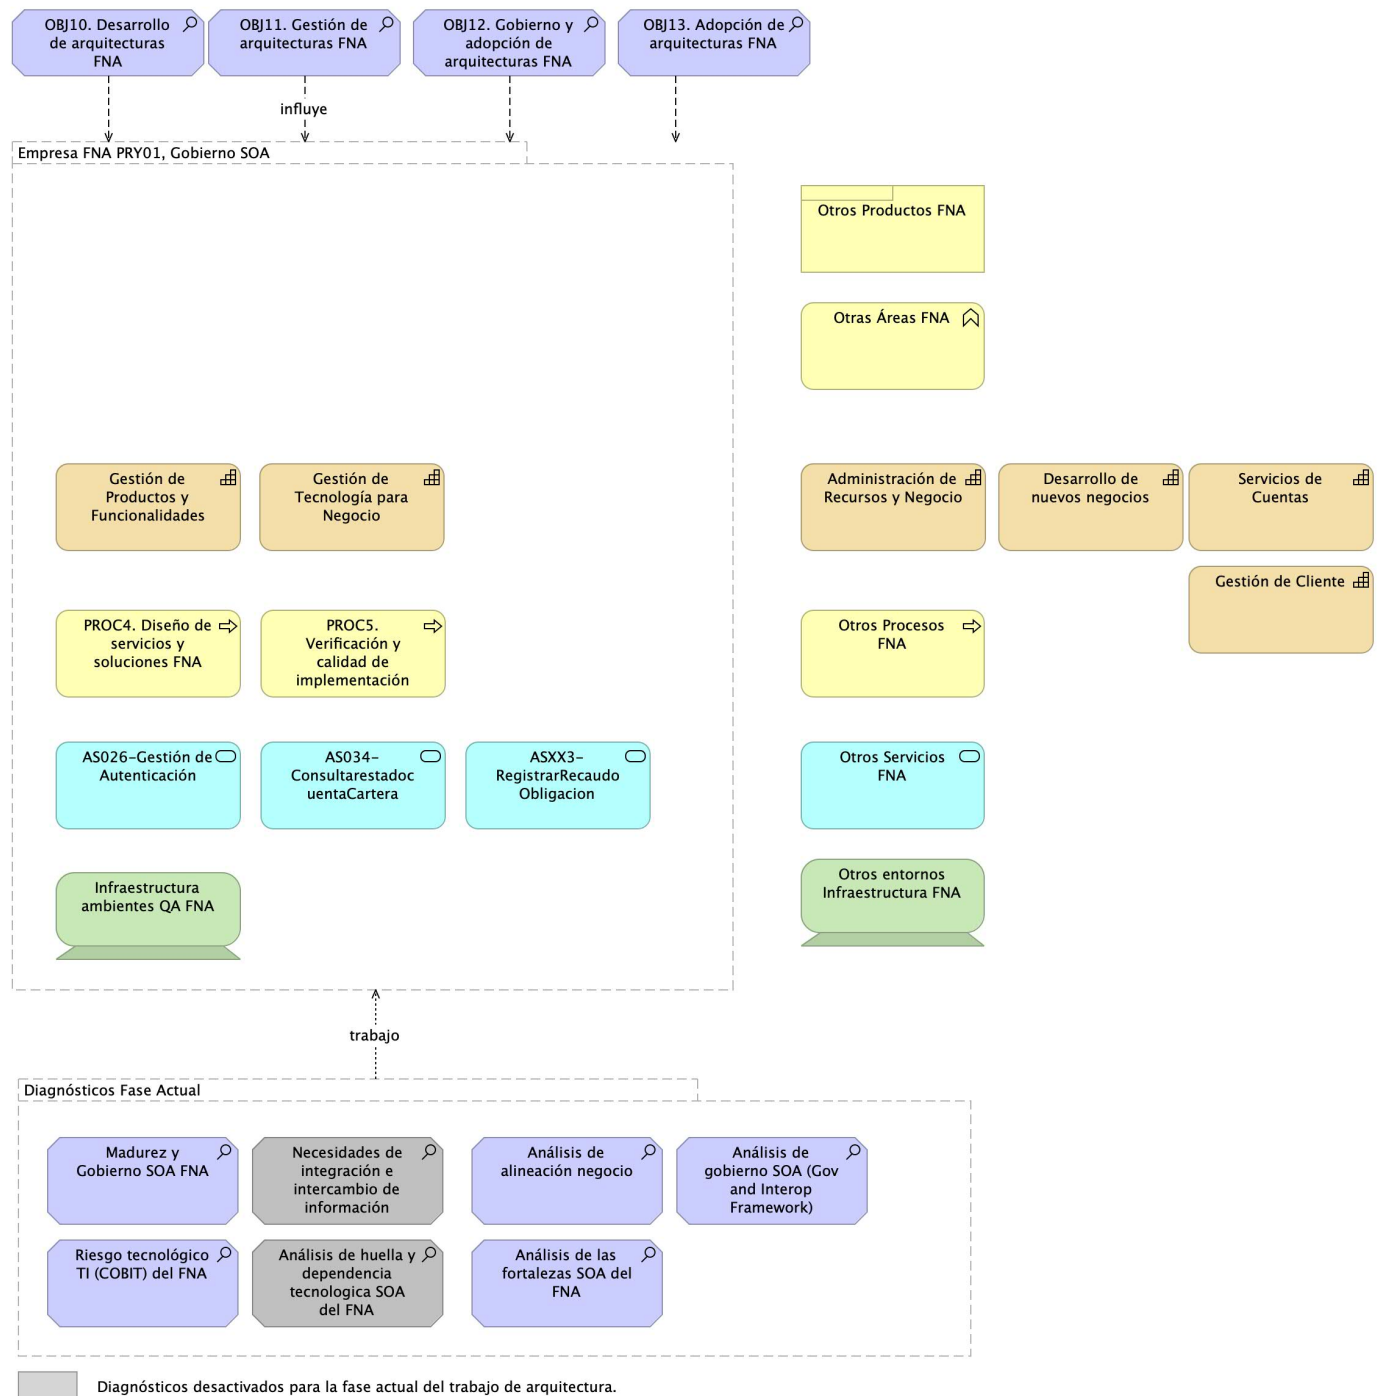 OBJ10. Desarrollo
de arquitecturas
FNA
OBJ11. Gestión de
arquitecturas FNA
OBJ12. Gobierno y
adopción de
arquitecturas FNA
OBJ13. Adopción de
arquitecturas FNA
influye
Empresa FNA PRY01, Gobierno SOA
Otros Productos FNA
Otras Áreas FNA
Gestión de
Productos y
Funcionalidades
Gestión de
Tecnología para
Negocio
Administración de
Recursos y Negocio
Desarrollo de
nuevos negocios
Servicios de
Cuentas
Gestión de Cliente
PROC4. Diseño de
servicios y
soluciones FNA
PROC5.
Verificación y
calidad de
implementación
Otros Procesos
FNA
AS026-Gestión de
Autenticación
AS034-
Consultarestadoc
uentaCartera
ASXX3-
RegistrarRecaudo
Obligacion
Otros Servicios
FNA
Infraestructura
ambientes QA FNA
Otros entornos
Infraestructura FNA
trabajo
Diagnósticos Fase Actual
Madurez y
Gobierno SOA FNA
Necesidades de
integración e
intercambio de
información
Análisis de
alineación negocio
Análisis de
gobierno SOA (Gov
and Interop
Framework)
Riesgo tecnológico
TI (COBIT) del FNA
Análisis de huella y
dependencia
tecnologica SOA
del FNA
Análisis de las
fortalezas SOA del
FNA
Diagnósticos desactivados para la fase actual del trabajo de arquitectura.